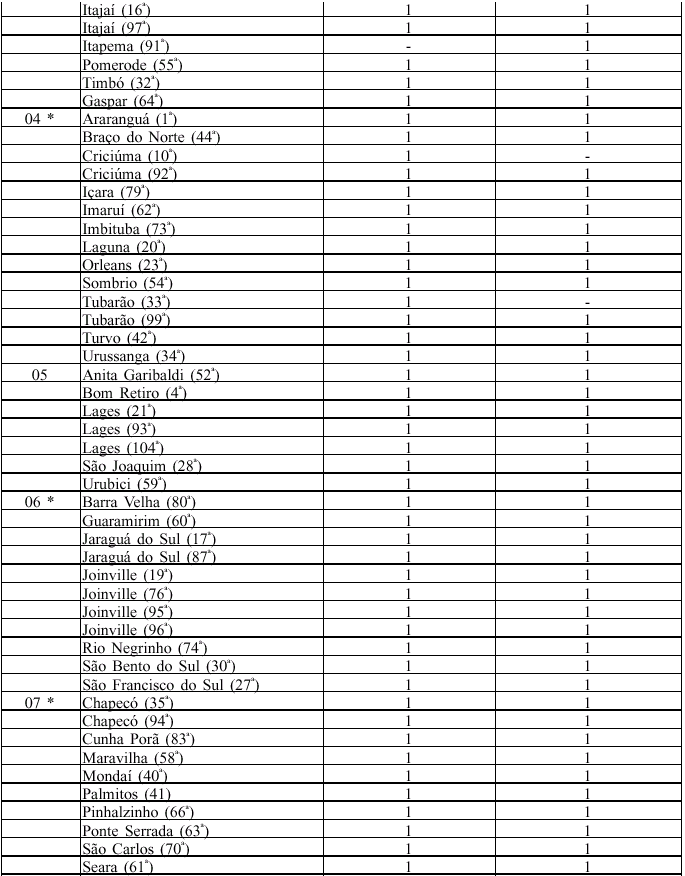 Itajaí (16ª) 1 1
Itajaí (97ª) 1 1
Itapema (91ª) - 1
Pomerode (55ª) 1 1
Timbó (32ª) 1 1
Gaspar (64ª) 1 1
04 * Araranguá (1ª) 1 1
Braço do Norte (44ª) 1 1
Criciúma (10ª) 1 -
Criciúma (92ª) 1 1
Içara (79ª) 1 1
Imaruí (62ª) 1 1
Imbituba (73ª) 1 1
Laguna (20ª) 1 1
Orleans (23ª) 1 1
Sombrio (54ª) 1 1
Tubarão (33ª) 1 -
Tubarão (99ª) 1 1
Turvo (42ª) 1 1
Urussanga (34ª) 1 1
05 Anita Garibaldi (52ª) 1 1
Bom Retiro (4ª) 1 1
Lages (21ª) 1 1
Lages (93ª) 1 1
Lages (104ª) 1 1
São Joaquim (28ª) 1 1
Urubici (59ª) 1 1
06 * Barra Velha (80ª) 1 1
Guaramirim (60ª) 1 1
Jaraguá do Sul (17ª) 1 1
Jaraguá do Sul (87ª) 1 1
Joinville (19ª) 1 1
Joinville (76ª) 1 1
Joinville (95ª) 1 1
Joinville (96ª) 1 1
Rio Negrinho (74ª) 1 1
São Bento do Sul (30ª) 1 1
São Francisco do Sul (27ª) 1 1
07 * Chapecó (35ª) 1 1
Chapecó (94ª) 1 1
Cunha Porã (83ª) 1 1
Maravilha (58ª) 1 1
Mondaí (40ª) 1 1
Palmitos (41) 1 1
Pinhalzinho (66ª) 1 1
Ponte Serrada (63ª) 1 1
São Carlos (70ª) 1 1
Seara (61ª) 1 1